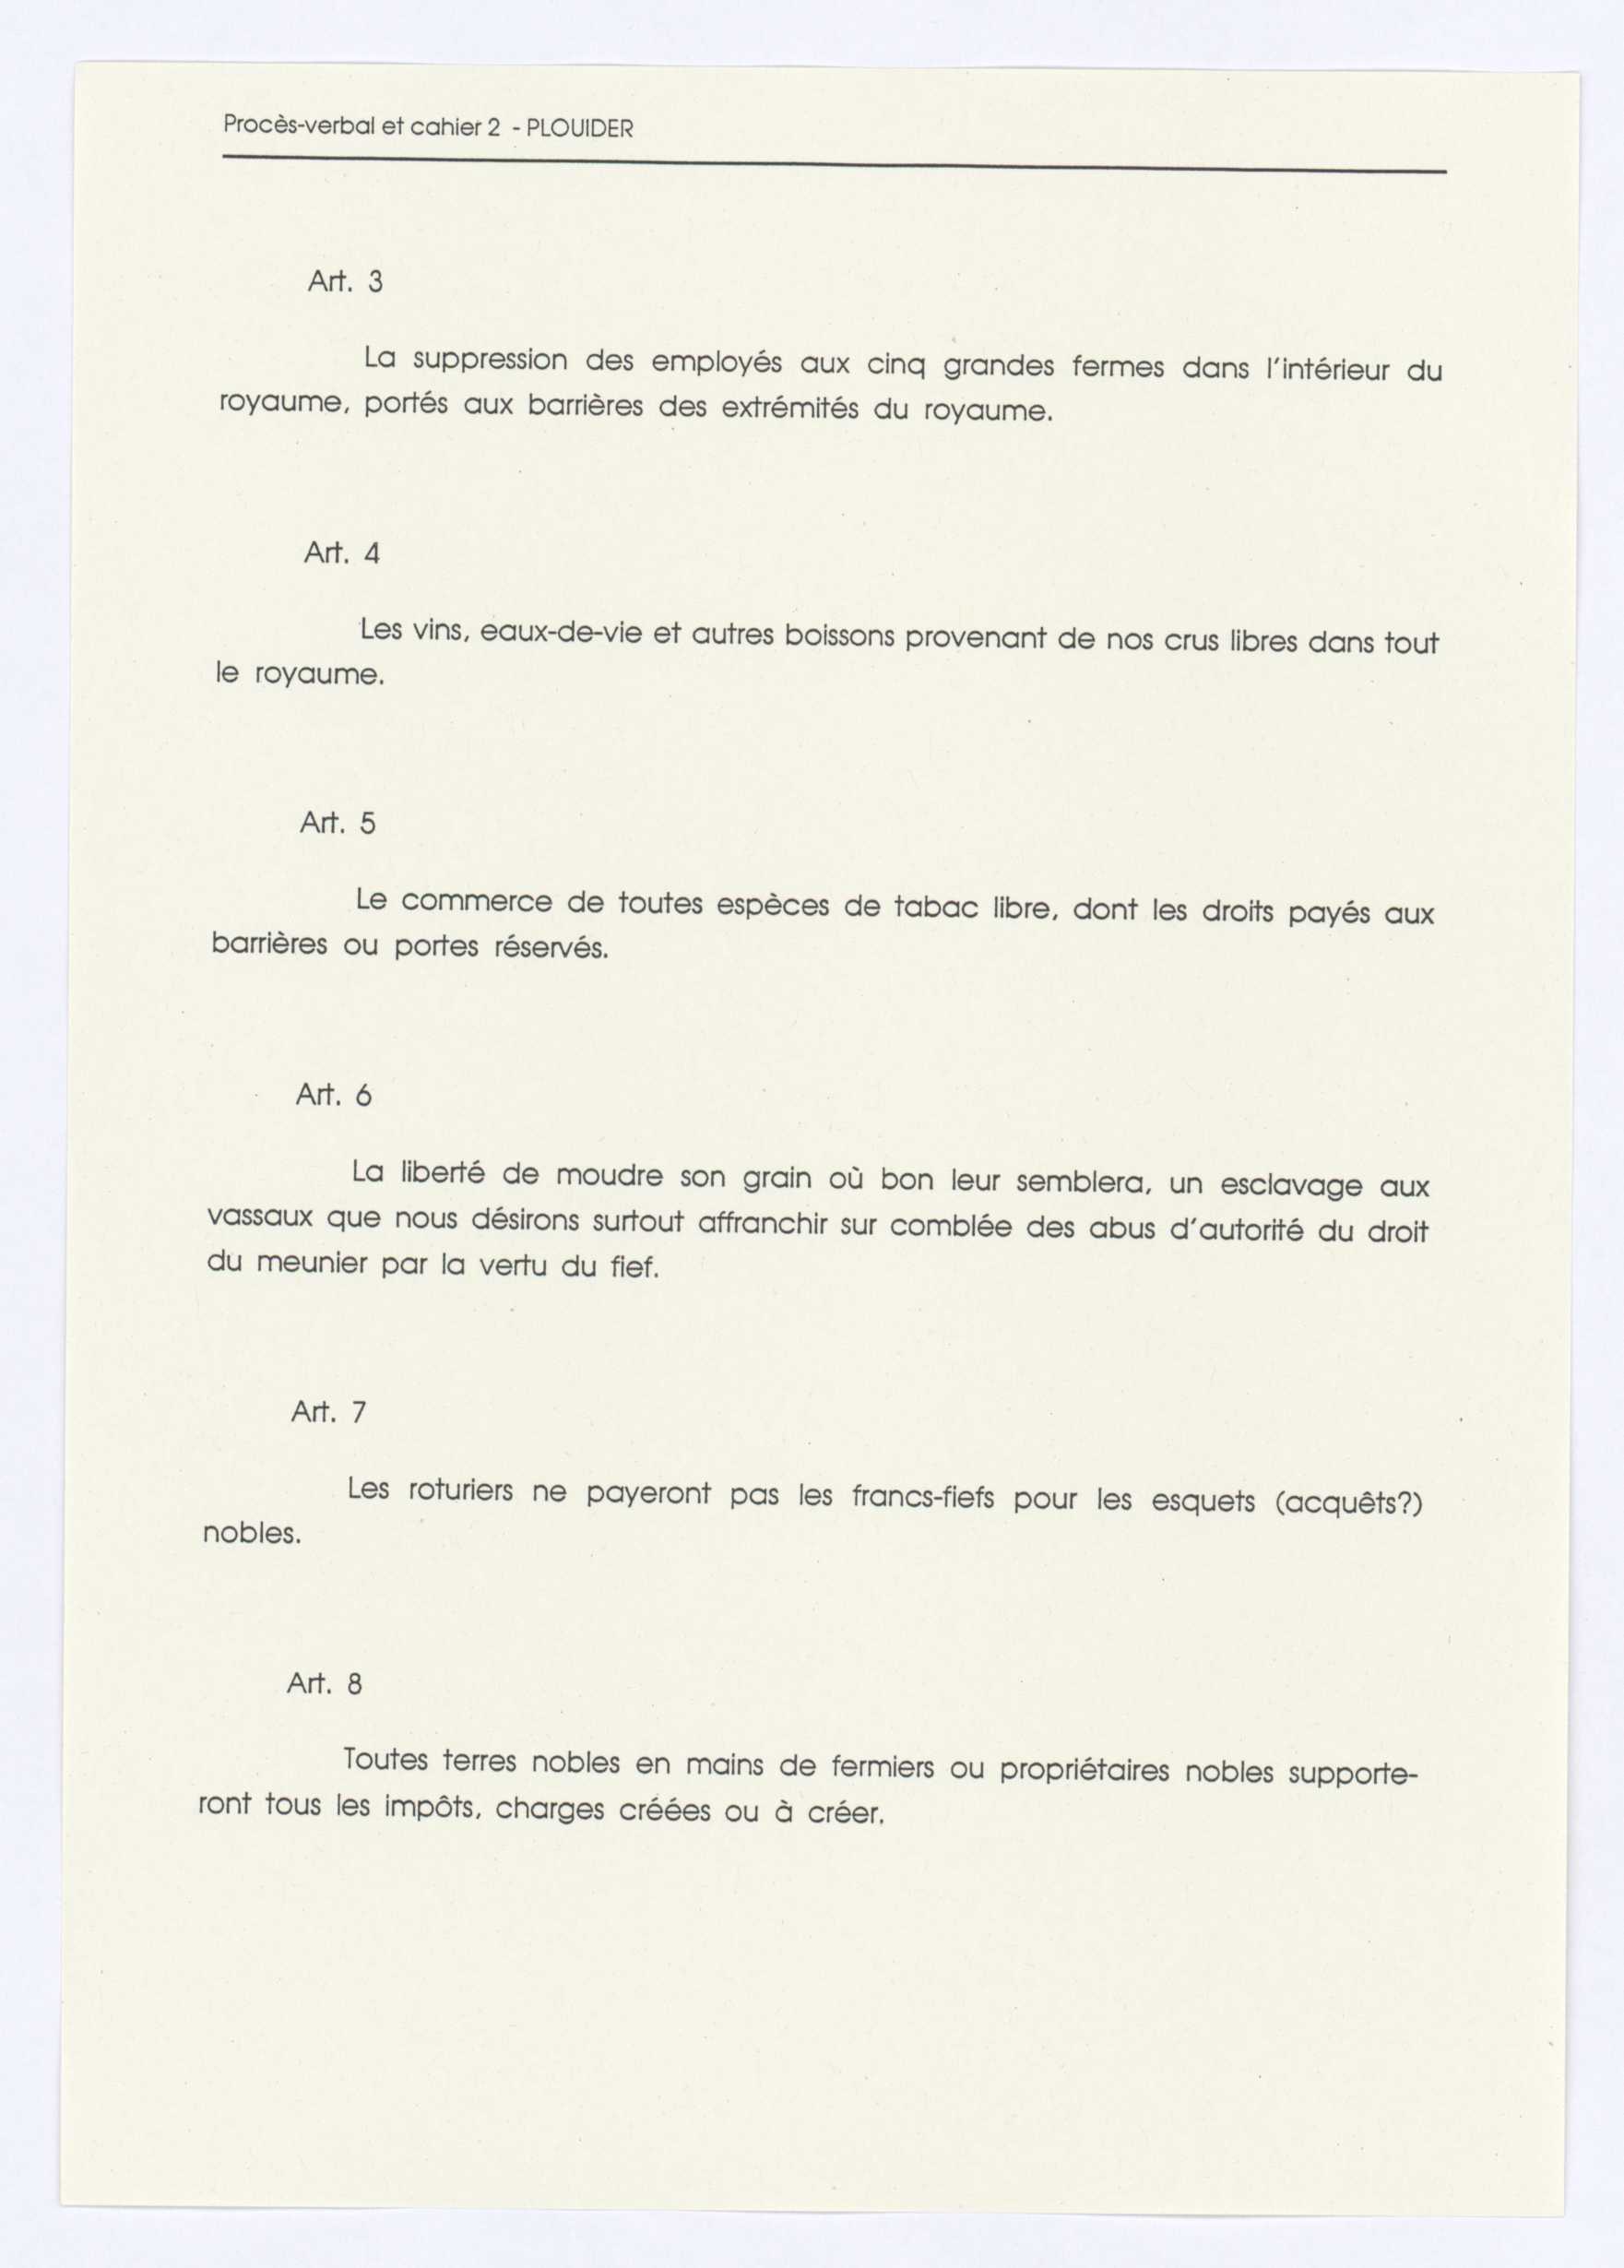 Procès-verbal et cahier 2 - PLOUIDER
Art. 3
La suppression des employés aux cinq grandes fermes dans l'intérieur du
royaume, portés aux barrières des extrémités du royaume.
Art. 4
Les vins, eaux-de-vie et autres boissons provenant de nos crus libres dans tout
le royaume.
Art. 5
Le commerce de toutes espèces de tabac libre, dont les droits payés aux
barrières ou portes réservés.
Art. 6
La liberté de moudre son grain où bon leur semblera, un esclavage aux
vassaux que nous désirons surtout affranchir sur comblée des abus d'autorité du droit
du meunier par la vertu du fief.
Art. 7
Les roturiers ne payeront pas les francs-fiefs pour les esquets (acquêts?)
nobles.
Art. 8
Toutes terres nobles en mains de fermiers ou propriétaires nobles supporte-
ront tous les impôts, charges créées ou à créer.